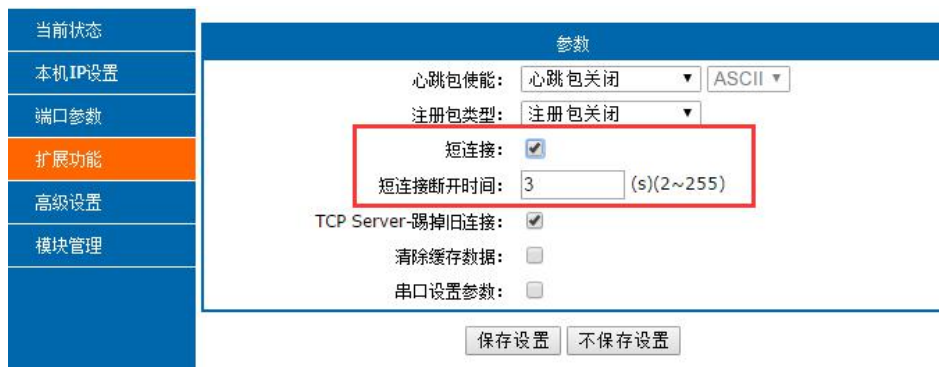 当前状态
本机IP设置
端口参数
扩展功能
高级设置
模块管理
参数
心跳包使能: 心跳包关闭 ASCII
注册包类型: 注册包关闭
短连接:
短连接断开时间: 3 (s)(2~255)
TCP Server-踢掉旧连接:
清除缓存数据:
串口设置参数:
保存设置 不保存设置